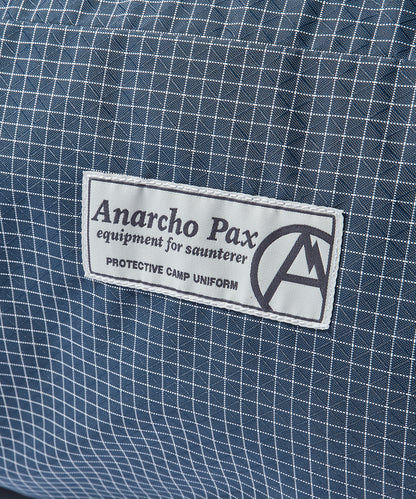 Anarcho Pax
equipment for saunterer
PROTECTIVE CAMP UNIFORM